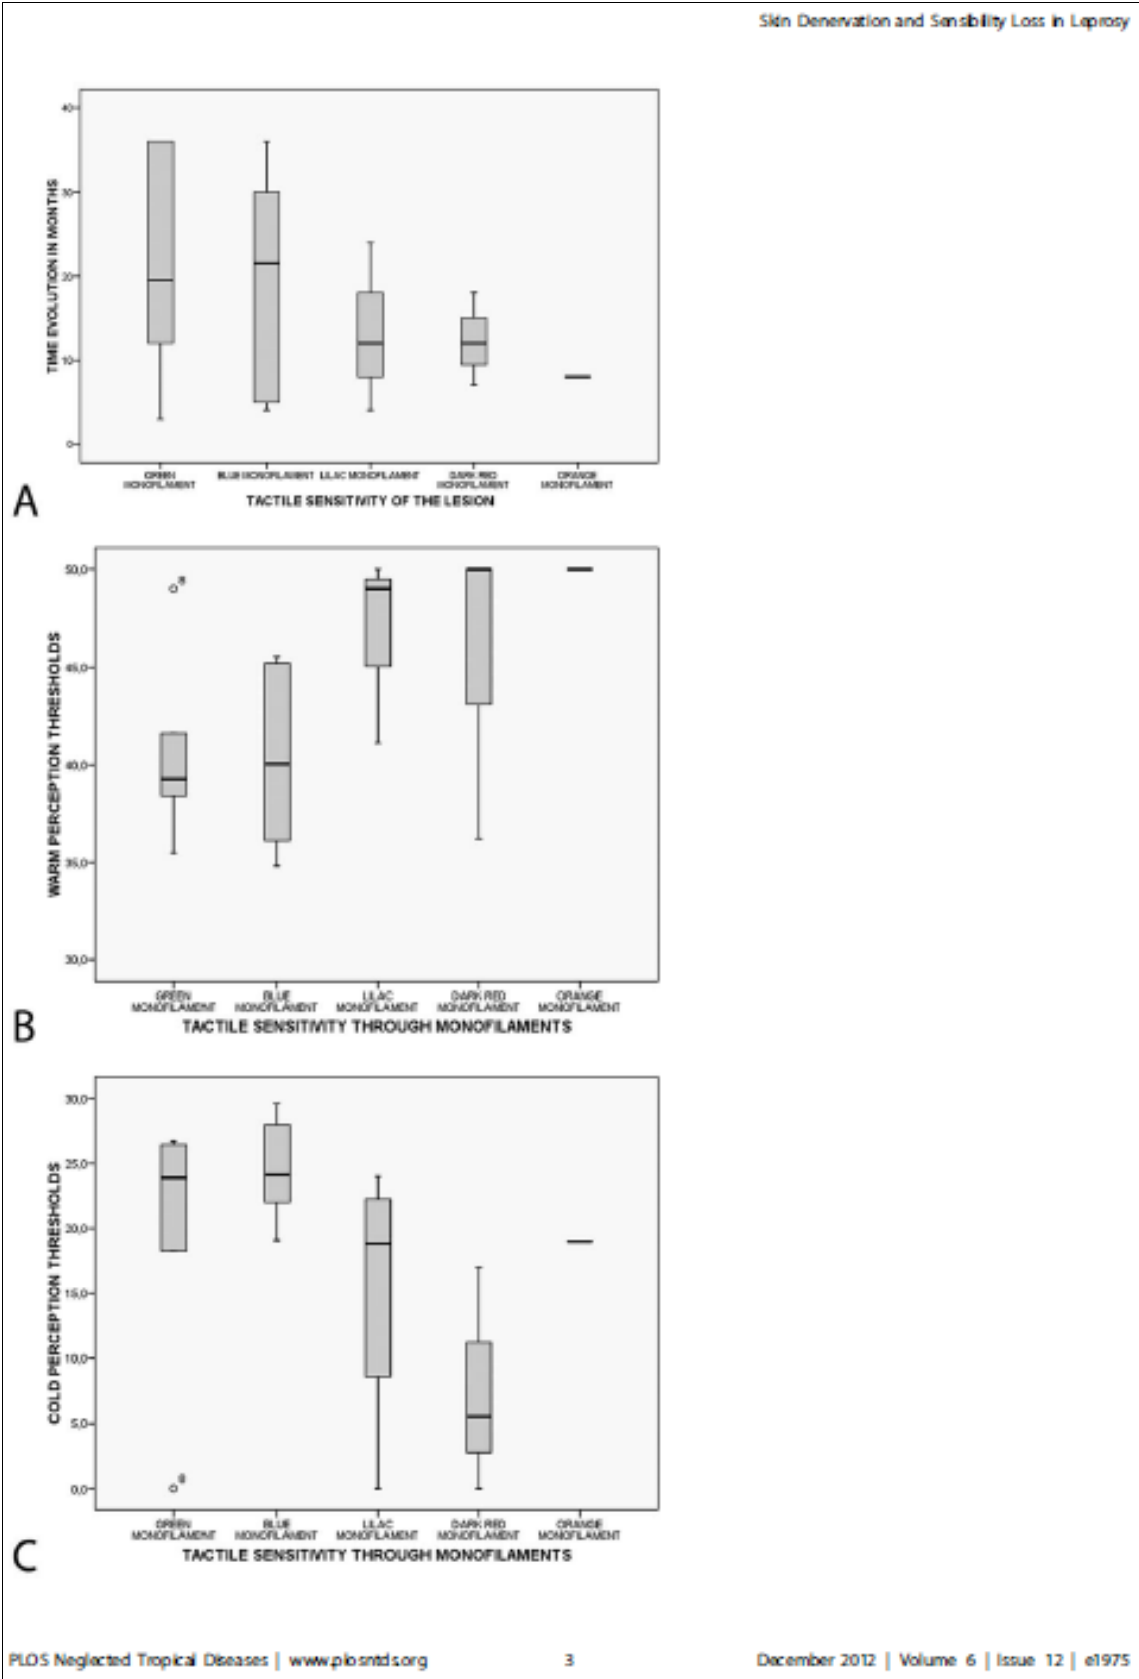 Skin Denervation and Sensibility Loss in Leprosy
TIME EVOLUTION IN MONTHS
40
30
20
10
0
GREEN MONOFILAMENT
BLUE MONOFILAMENT
LILAC MONOFILAMENT
DARK RED MONOFILAMENT
ORANGE MONOFILAMENT
TACTILE SENSITIVITY OF THE LESION
A
WARM PERCEPTION THRESHOLDS
50,0
45,0
40,0
35,0
30,0
GREEN MONOFILAMENT
BLUE MONOFILAMENT
LILAC MONOFILAMENT
DARK RED MONOFILAMENT
ORANGE MONOFILAMENT
TACTILE SENSITIVITY THROUGH MONOFILAMENTS
B
COLD PERCEPTION THRESHOLDS
30,0
25,0
20,0
15,0
10,0
5,0
0,0
GREEN MONOFILAMENT
BLUE MONOFILAMENT
LILAC MONOFILAMENT
DARK RED MONOFILAMENT
ORANGE MONOFILAMENT
TACTILE SENSITIVITY THROUGH MONOFILAMENTS
C
PLOS Neglected Tropical Diseases | www.plosntds.org
3
December 2012 | Volume 6 | Issue 12 | e1975